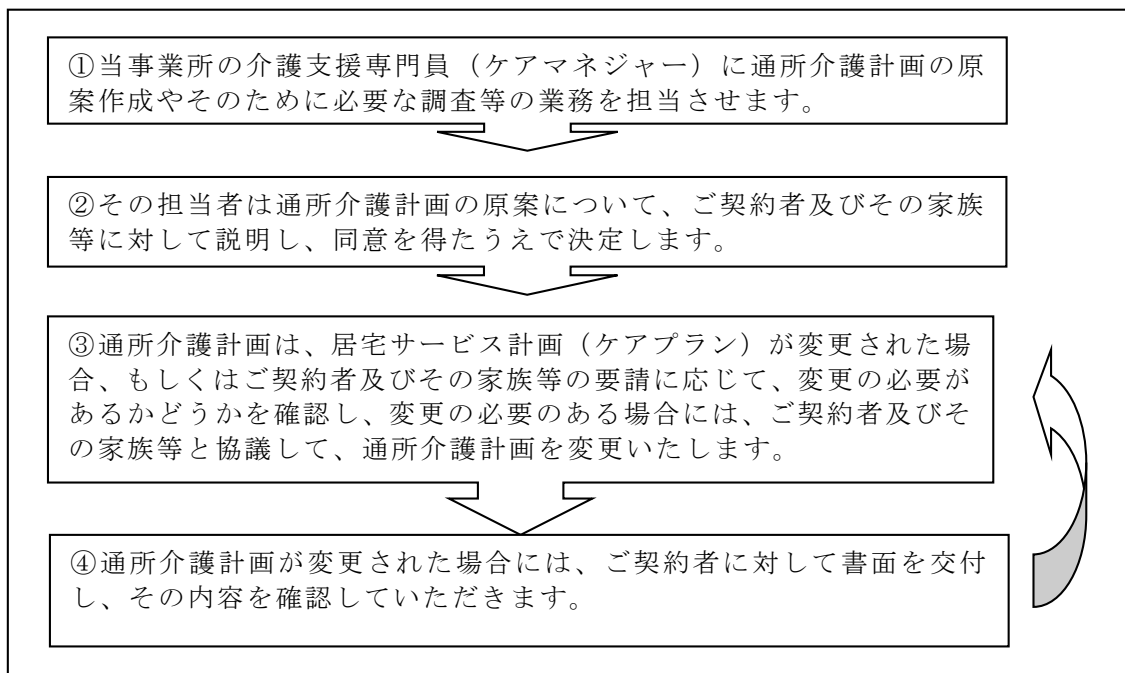 ①当事業所の介護支援専門員（ケアマネジャー）に通所介護計画の原
案作成やそのために必要な調査等の業務を担当させます。
②その担当者は通所介護計画の原案について、ご契約者及びその家族
等に対して説明し、同意を得たうえで決定します。
③通所介護計画は、居宅サービス計画（ケアプラン）が変更された場
合、もしくはご契約者及びその家族等の要請に応じて、変更の必要が
あるかどうかを確認し、変更の必要のある場合には、ご契約者及びそ
の家族等と協議して、通所介護計画を変更いたします。
④通所介護計画が変更された場合には、ご契約者に対して書面を交付
し、その内容を確認していただきます。